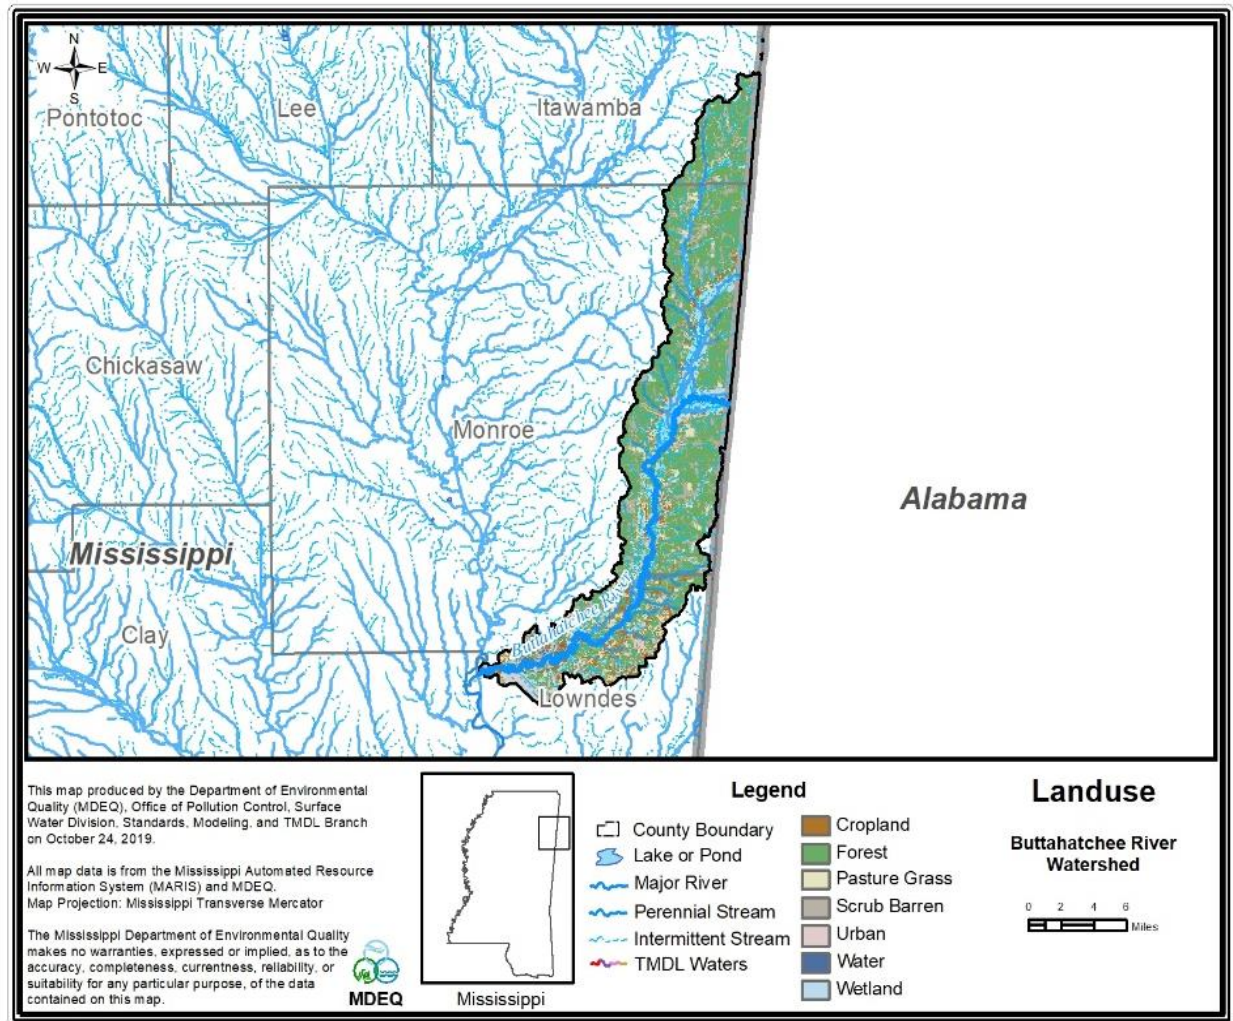 N
W E
S
Pontotoc
Lee
Itawamba
Chickasaw
Monroe
Alabama
Mississippi
Buttahatchee River
Clay
Lowndes
This map produced by the Department of Environmental
Quality (MDEQ), Office of Pollution Control, Surface
Water Division, Standards, Modeling, and TMDL Branch
on October 24, 2019.
All map data is from the Mississippi Automated Resource
Information System (MARIS) and MDEQ.
Map Projection: Mississippi Transverse Mercator
The Mississippi Department of Environmental Quality
makes no warranties, expressed or implied, as to the
accuracy, completeness, currentness, reliability, or
suitability for any particular purpose, of the data
contained on this map.
MDEQ
Mississippi
Legend
County Boundary
Lake or Pond
Major River
Perennial Stream
Intermittent Stream
TMDL Waters
Cropland
Forest
Pasture Grass
Scrub Barren
Urban
Water
Wetland
Landuse
Buttahatchee River
Watershed
0 2 4 6
Miles